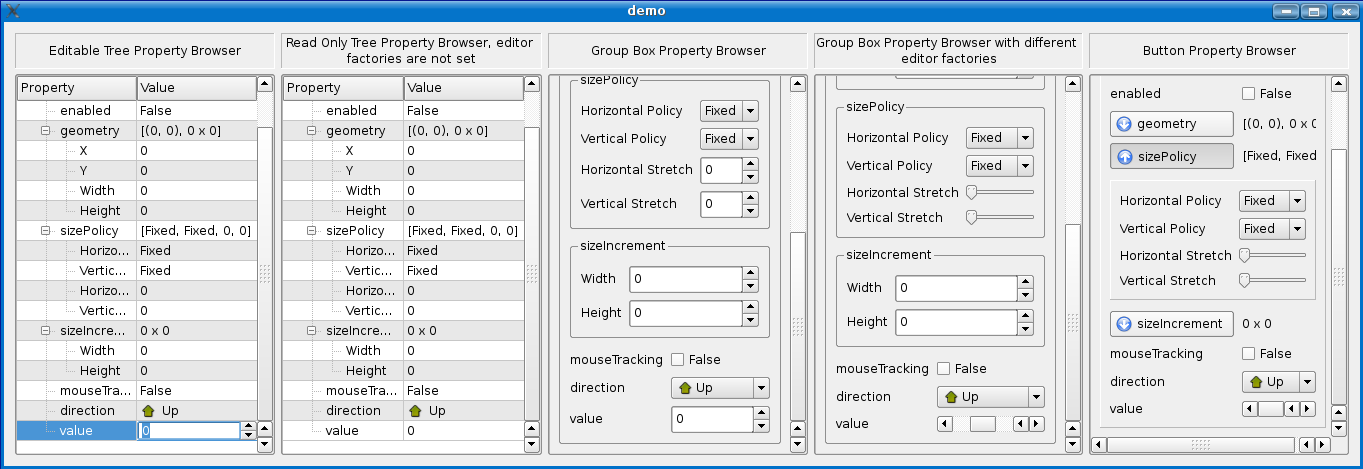 demo
Editable Tree Property Browser
Property Value
enabled False
geometry [(0, 0), 0 x 0]
X 0
Y 0
Width 0
Height 0
sizePolicy [Fixed, Fixed, 0, 0]
Horizo... Fixed
Vertic... Fixed
Horizo... 0
Vertic... 0
sizeIncre... 0 x 0
Width 0
Height 0
mouseTra... False
direction Up
value 0
Read Only Tree Property Browser, editor
factories are not set
Property Value
enabled False
geometry [(0, 0), 0 x 0]
X 0
Y 0
Width 0
Height 0
sizePolicy [Fixed, Fixed, 0, 0]
Horizo... Fixed
Vertic... Fixed
Horizo... 0
Vertic... 0
sizeIncre... 0 x 0
Width 0
Height 0
mouseTra... False
direction Up
value 0
Group Box Property Browser
sizePolicy
Horizontal Policy Fixed
Vertical Policy Fixed
Horizontal Stretch 0
Vertical Stretch 0
sizeIncrement
Width 0
Height 0
mouseTracking False
direction Up
value 0
Group Box Property Browser with different
editor factories
sizePolicy
Horizontal Policy Fixed
Vertical Policy Fixed
Horizontal Stretch
Vertical Stretch
sizeIncrement
Width 0
Height 0
mouseTracking False
direction Up
value
Button Property Browser
enabled False
geometry [(0, 0), 0 x 0
sizePolicy [Fixed, Fixed
Horizontal Policy Fixed
Vertical Policy Fixed
Horizontal Stretch
Vertical Stretch
sizeIncrement 0 x 0
mouseTracking False
direction Up
value